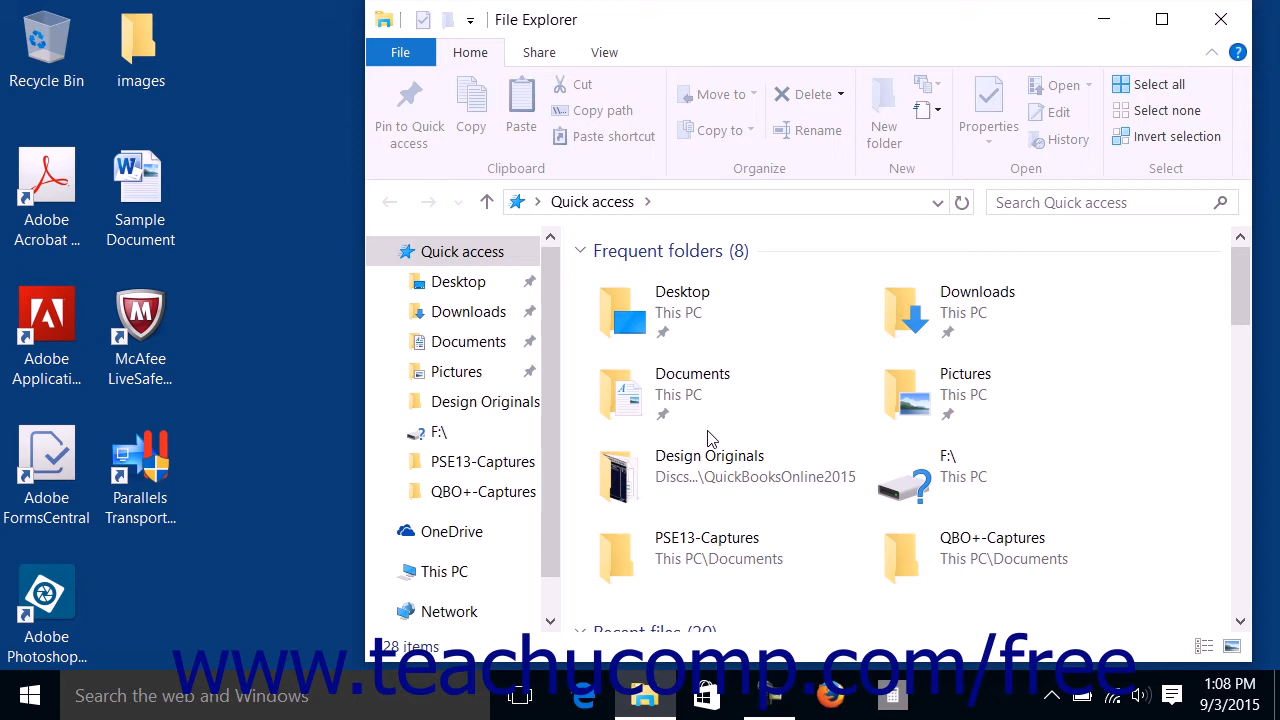 Recycle Bin
images
Adobe
Acrobat ...
Sample
Document
Adobe
Applicati...
McAfee
LiveSafe...
Adobe
FormsCentral
Parallels
Transport...
Adobe
Photoshop...
File Explorer
File
Home
Share
View
Pin to Quick
access
Copy
Paste
Cut
Copy path
Paste shortcut
Clipboard
Move to
Copy to
Delete
Rename
Organize
New
folder
New
Properties
Open
Edit
History
Open
Select all
Select none
Invert selection
Select
Quick access
Search Quick access
Quick access
Desktop
Downloads
Documents
Pictures
Design Originals
F:\
PSE13-Captures
QBO+-Captures
OneDrive
This PC
Network
Frequent folders (8)
Desktop
This PC
Downloads
This PC
Documents
This PC
Pictures
This PC
Design Originals
Discs...\QuickBooksOnline2015
F:\
This PC
PSE13-Captures
This PC\Documents
QBO+-Captures
This PC\Documents
Recent files (20)
28 items
www.teachucomp.com/free
Search the web and Windows
1:08 PM
9/3/2015